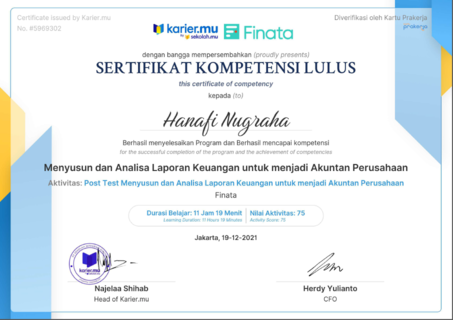 Certificate issued by Karier.mu
No. #5969302
Diverifikasi oleh Kartu Prakerja
prakerja
karier.mu
by sekolah.mu
Finata
dengan bangga mempersembahkan (proudly presents)
SERTIFIKAT KOMPETENSI LULUS
this certificate of competency
kepada (to)
Hanafi Nugraha
Berhasil menyelesaikan Program dan Berhasil mencapai kompetensi
for the successful completion of the program and the achievement of competencies
Menyusun dan Analisa Laporan Keuangan untuk menjadi Akuntan Perusahaan
Aktivitas: Post Test Menyusun dan Analisa Laporan Keuangan untuk menjadi Akuntan Perusahaan
Finata
Durasi Belajar: 11 Jam 19 Menit
Learning Duration: 11 Hours 19 Minutes
Nilai Aktivitas: 75
Activity Score: 75
Jakarta, 19-12-2021
karier.mu
Najelaa Shihab
Head of Karier.mu
Herdy Yulianto
CFO